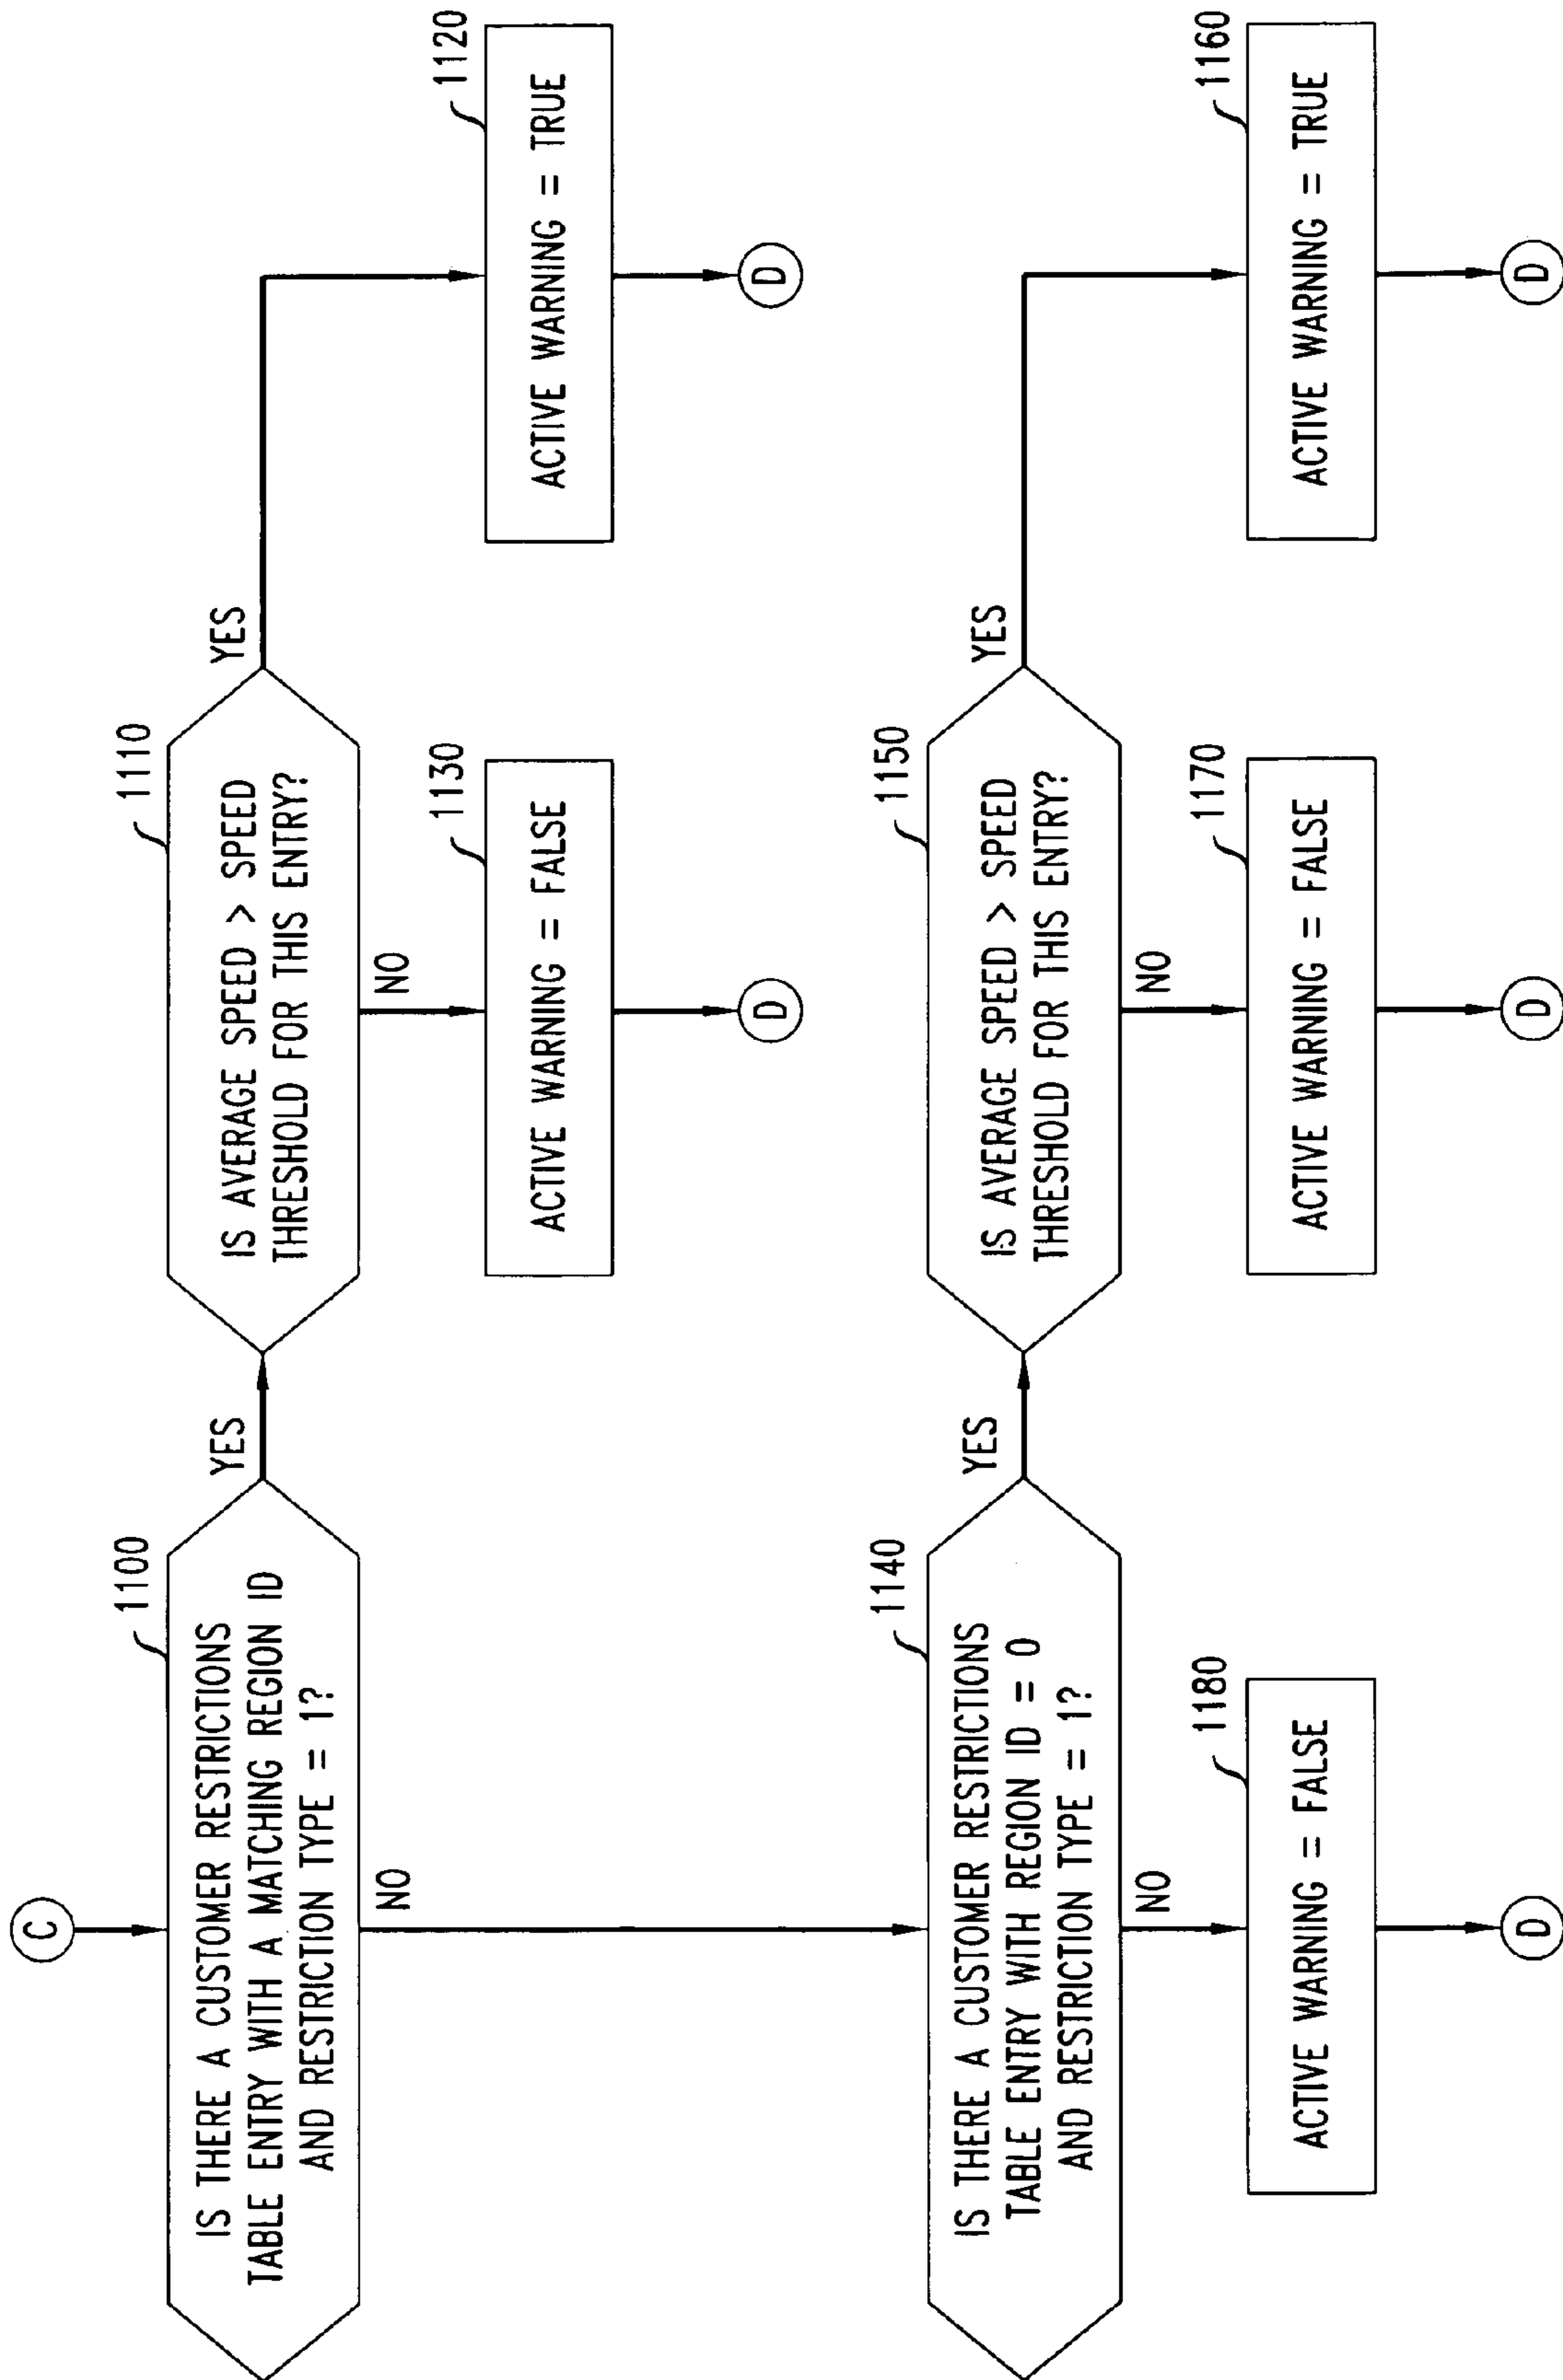 C
1100
IS THERE A CUSTOMER RESTRICTIONS
TABLE ENTRY WITH A MATCHING REGION ID
AND RESTRICTION TYPE = 1?
YES
NO
1110
IS AVERAGE SPEED > SPEED
THRESHOLD FOR THIS ENTRY?
YES
NO
1120
ACTIVE WARNING = TRUE
D
1130
ACTIVE WARNING = FALSE
D
1140
IS THERE A CUSTOMER RESTRICTIONS
TABLE ENTRY WITH REGION ID = 0
AND RESTRICTION TYPE = 1?
YES
NO
1150
IS AVERAGE SPEED > SPEED
THRESHOLD FOR THIS ENTRY?
YES
NO
1160
ACTIVE WARNING = TRUE
D
1170
ACTIVE WARNING = FALSE
D
1180
ACTIVE WARNING = FALSE
D